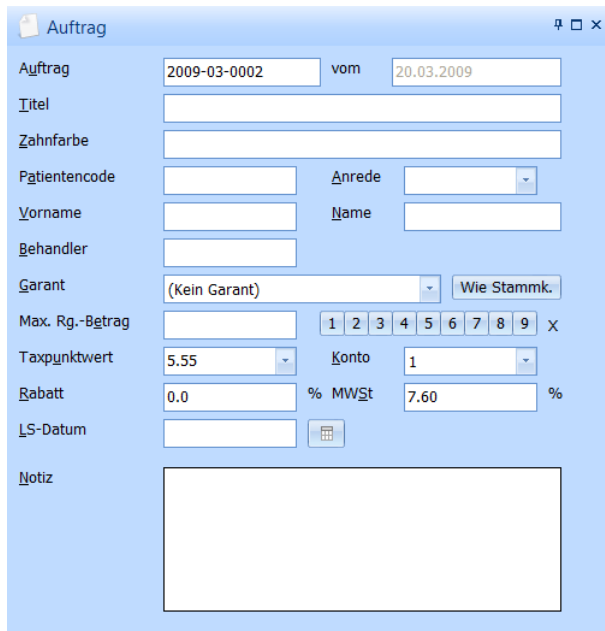 Auftrag
Auftrag 2009-03-0002 vom 20.03.2009
Titel
Zahnfarbe
Patientencode Anrede
Vorname Name
Behandler
Garant (Kein Garant) Wie Stammk.
Max. Rg.-Betrag 1 2 3 4 5 6 7 8 9 X
Taxpunktwert 5.55 Konto 1
Rabatt 0.0 % MWSt 7.60 %
LS-Datum
Notiz